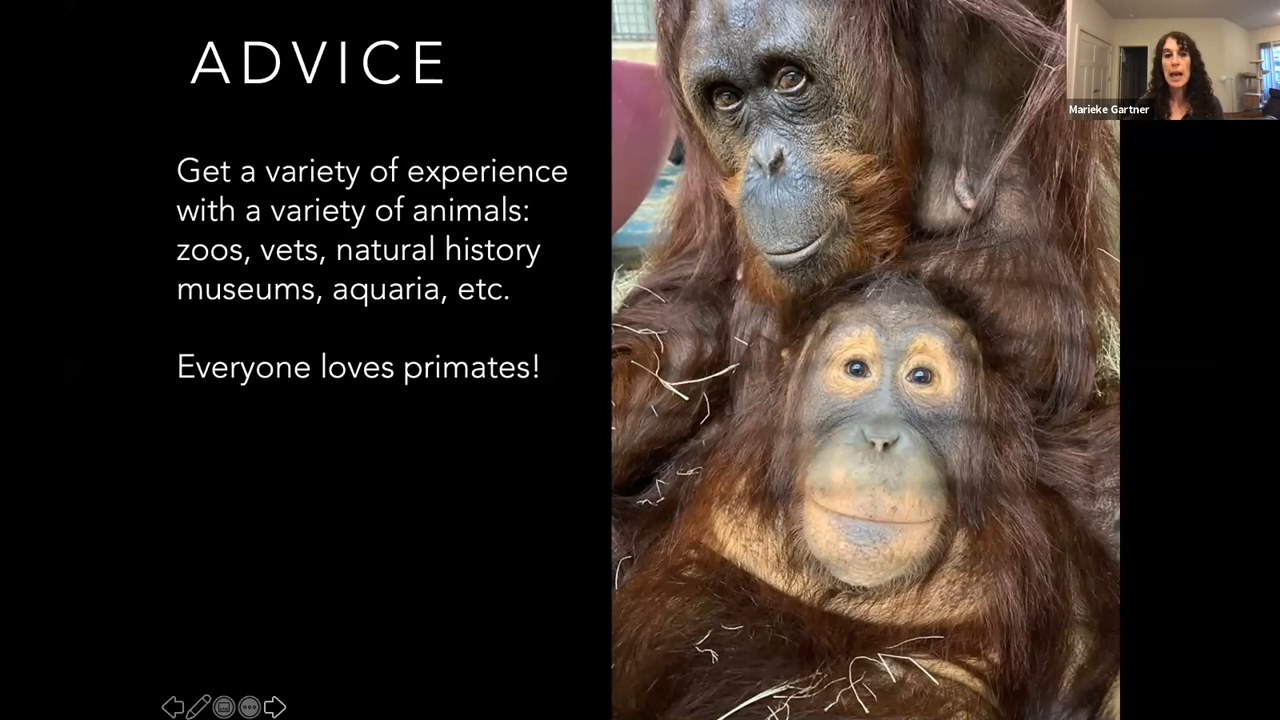 ADVICE
Get a variety of experience
with a variety of animals:
zoos, vets, natural history
museums, aquaria, etc.
Everyone loves primates!
Marieke Gartner